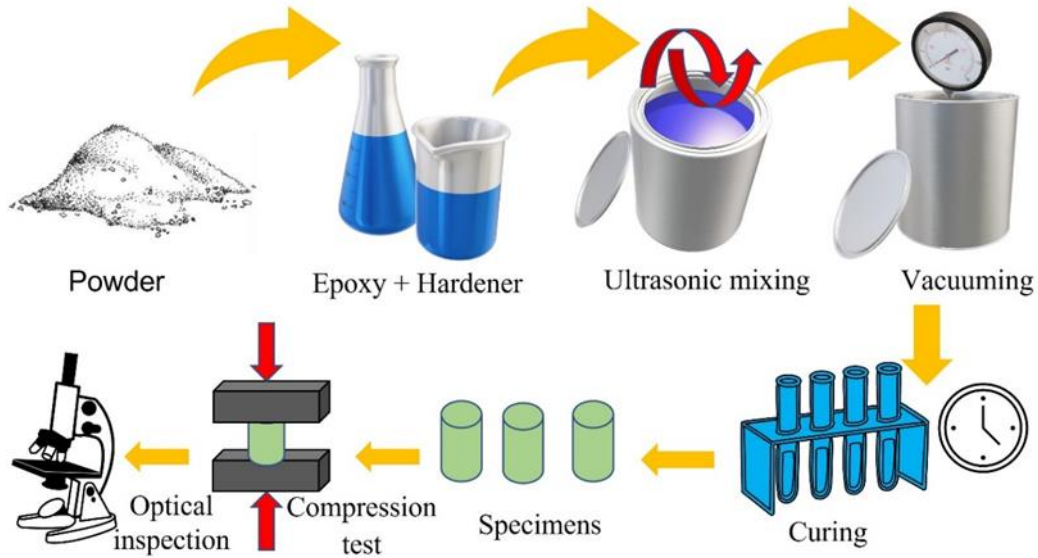 Powder
Epoxy + Hardener
Ultrasonic mixing
Vacuuming
Optical
inspection
Compression
test
Specimens
Curing